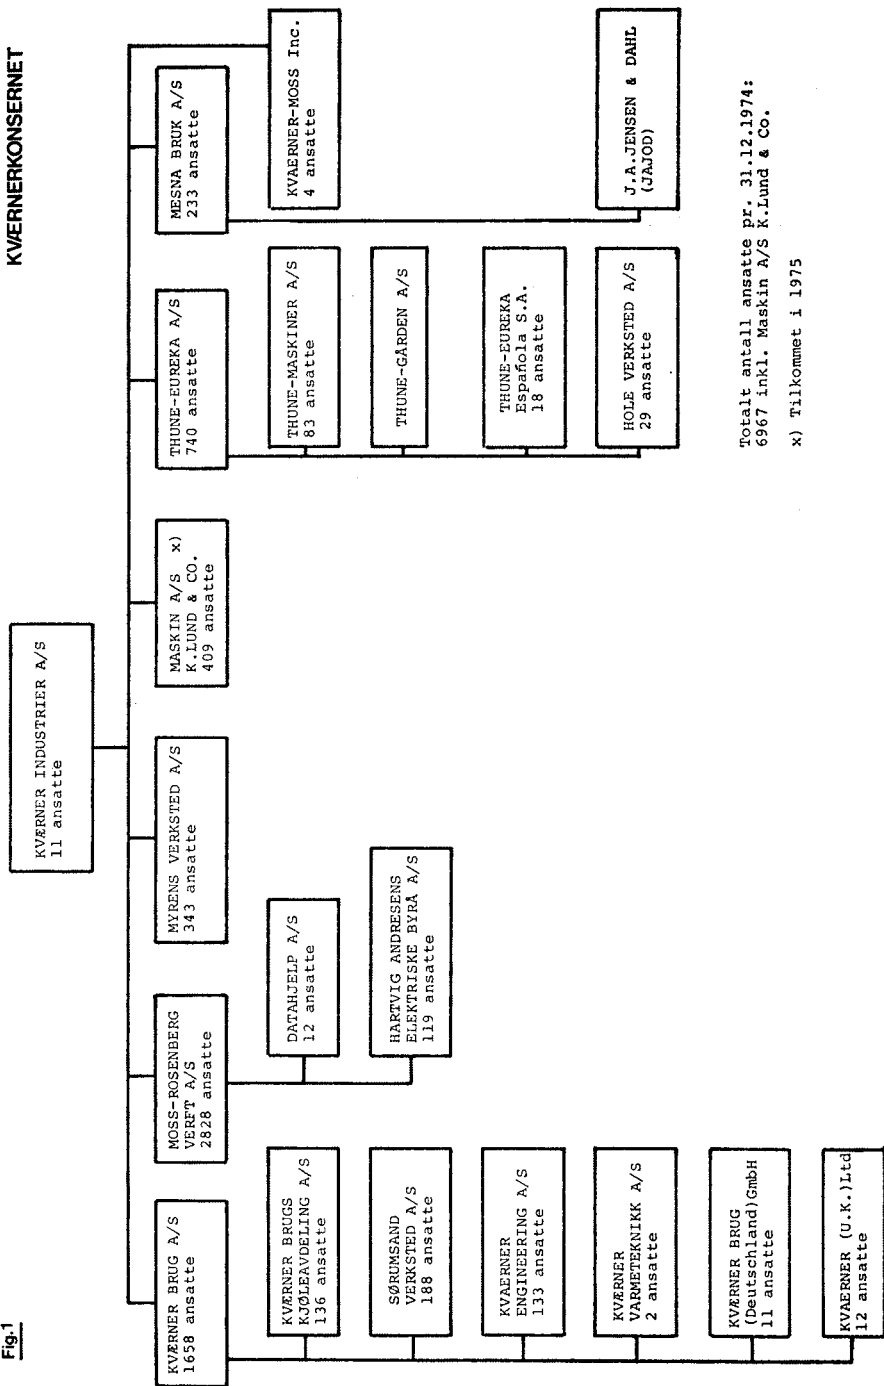 Fig.1
KVÆRNERKONSERNET
KVÆRNER INDUSTRIER A/S
11 ansatte
KVÆRNER BRUG A/S
1658 ansatte
MOSS-ROSENBERG
VERFT A/S
2828 ansatte
MYRENS VERKSTED A/S
343 ansatte
MASKIN A/S x)
K.LUND & CO.
409 ansatte
THUNE-EUREKA A/S
740 ansatte
MESNA BRUK A/S
233 ansatte
KVÆRNER BRUGS
KJØLEAVDELING A/S
136 ansatte
DATAHJELP A/S
12 ansatte
THUNE-MASKINER A/S
83 ansatte
KVAERNER-MOSS Inc.
4 ansatte
SØRUMSAND
VERKSTED A/S
188 ansatte
HARTVIG ANDRESENS
ELEKTRISKE BYRÅ A/S
119 ansatte
THUNE-GÅRDEN A/S
KVAERNER
ENGINEERING A/S
133 ansatte
THUNE-EUREKA
Española S.A.
18 ansatte
KVÆRNER
VARMETEKNIKK A/S
2 ansatte
HOLE VERKSTED A/S
29 ansatte
J.A.JENSEN & DAHL
(JAJOD)
KVÆRNER BRUG
(Deutschland)GmbH
11 ansatte
KVAERNER (U.K.)Ltd
12 ansatte
Totalt antall ansatte pr. 31.12.1974:
6967 inkl. Maskin A/S K.Lund & Co.
x) Tilkommet i 1975